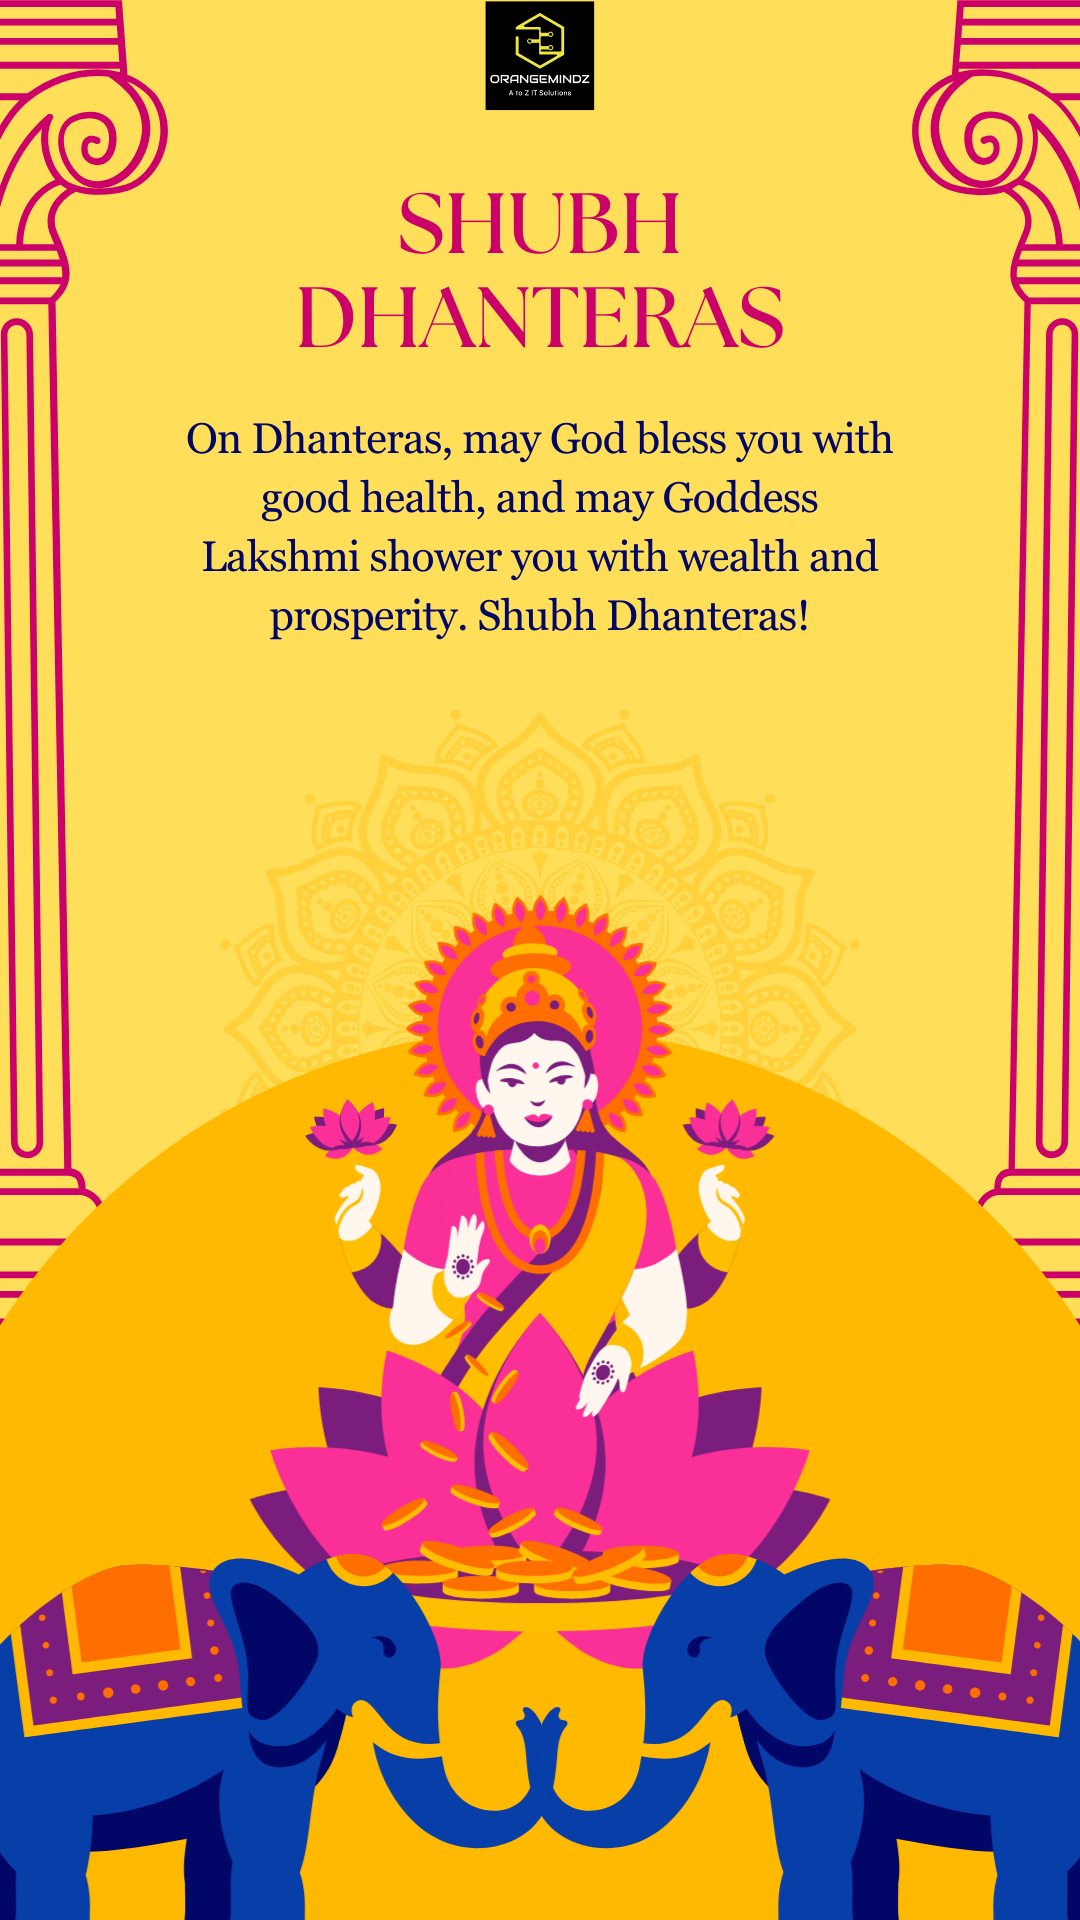 ORANGEMINDZ
A to Z IT Solutions
SHUBH
DHANTERAS
On Dhanteras, may God bless you with
good health, and may Goddess
Lakshmi shower you with wealth and
prosperity. Shubh Dhanteras!